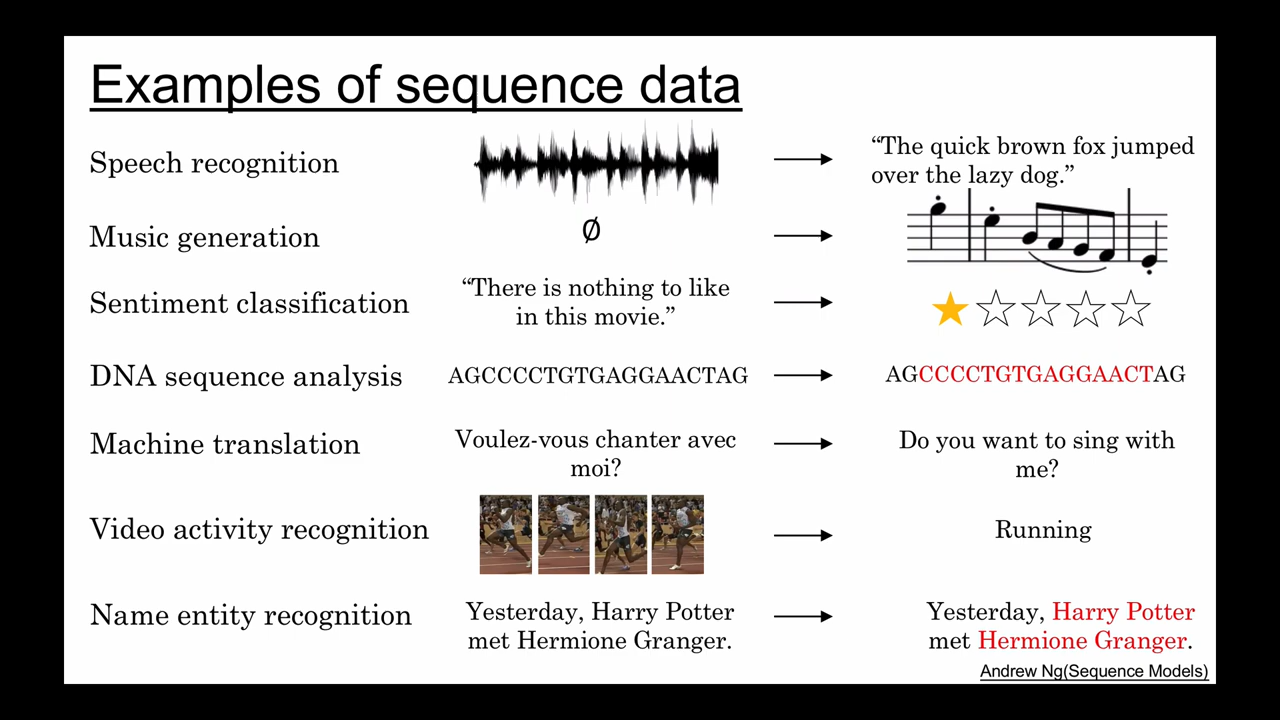 Examples of sequence data
Speech recognition
“The quick brown fox jumped
over the lazy dog.”
Music generation
Ø
Sentiment classification
“There is nothing to like
in this movie.”
DNA sequence analysis
AGCCCCTGTGAGGAACTAG
AGCCCCTGTGAGGAACTAG
Machine translation
Voulez-vous chanter avec
moi?
Do you want to sing with
me?
Video activity recognition
Running
Name entity recognition
Yesterday, Harry Potter
met Hermione Granger.
Yesterday, Harry Potter
met Hermione Granger.
Andrew Ng(Sequence Models)